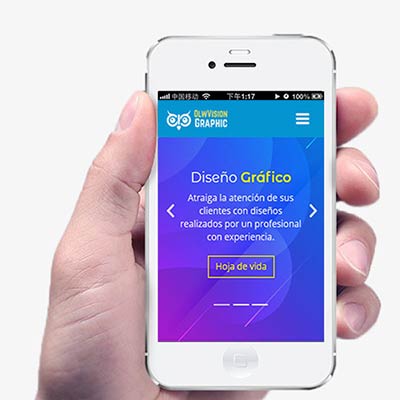 中国移动 下午1:17 100%
OlwVision
Graphic
Diseño Gráfico
Atraiga la atención de sus
clientes con diseños
realizados por un profesional
con experiencia.
Hoja de vida